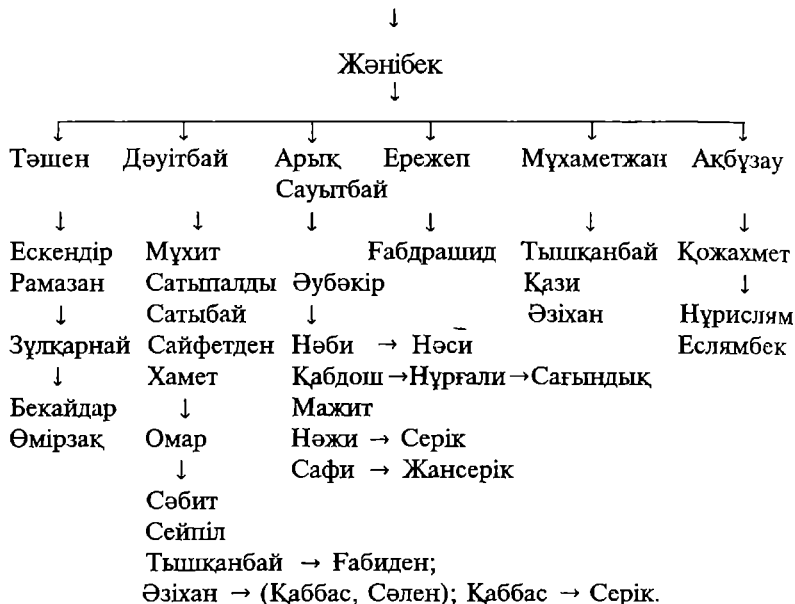 ↓
Жәнібек
↓
Тәшен Дәуітбай Арық Ережеп Мұхаметжан Ақбұзау
Сауытбай
↓ ↓ ↓ ↓ ↓ ↓
Ескендір Мұхит Ғабдрашид Тышқанбай Қожахмет
Рамазан Сатыпалды Әубәкір Қази ↓
↓ Сатыбай ↓ Әзіхан Нұрислям
Зұлқарнай Сайфетден Нәби → Нәси Еслямбек
↓ Хамет Қабдош→Нұрғали→Сағындық
Бекайдар ↓ Мажит
Өмірзақ Омар Нәжи → Серік
↓ Сафи → Жансерік
Сәбит
Сейпіл
Тышқанбай → Ғабиден;
Әзіхан → (Қаббас, Сәлен); Қаббас → Серік.